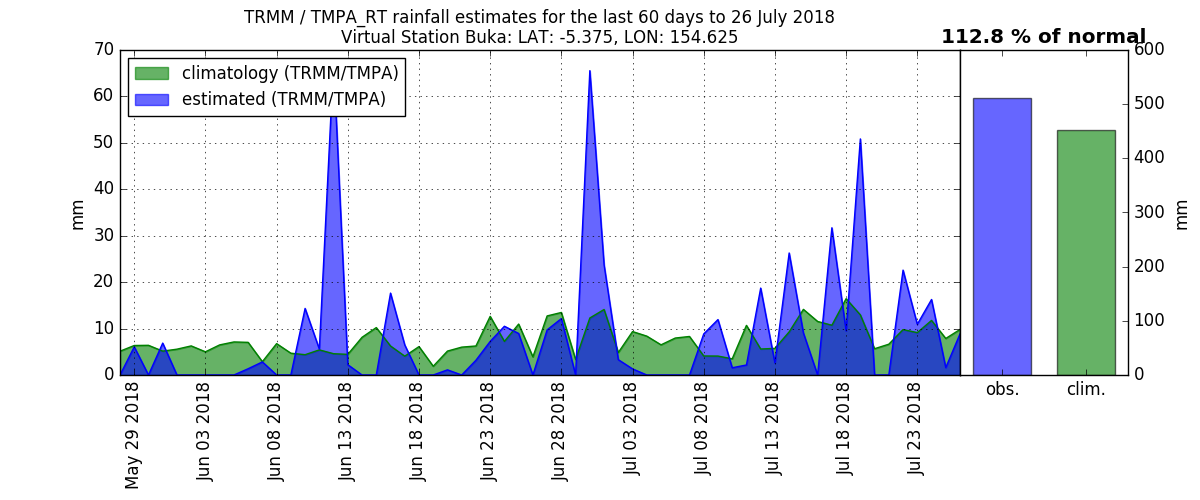 TRMM / TMPA_RT rainfall estimates for the last 60 days to 26 July 2018
Virtual Station Buka: LAT: -5.375, LON: 154.625
112.8 % of normal
climatology (TRMM/TMPA)
estimated (TRMM/TMPA)
70
60
50
40
30
20
10
0
mm
May 29 2018
Jun 03 2018
Jun 08 2018
Jun 13 2018
Jun 18 2018
Jun 23 2018
Jun 28 2018
Jul 03 2018
Jul 08 2018
Jul 13 2018
Jul 18 2018
Jul 23 2018
obs.
clim.
600
500
400
300
200
100
0
mm